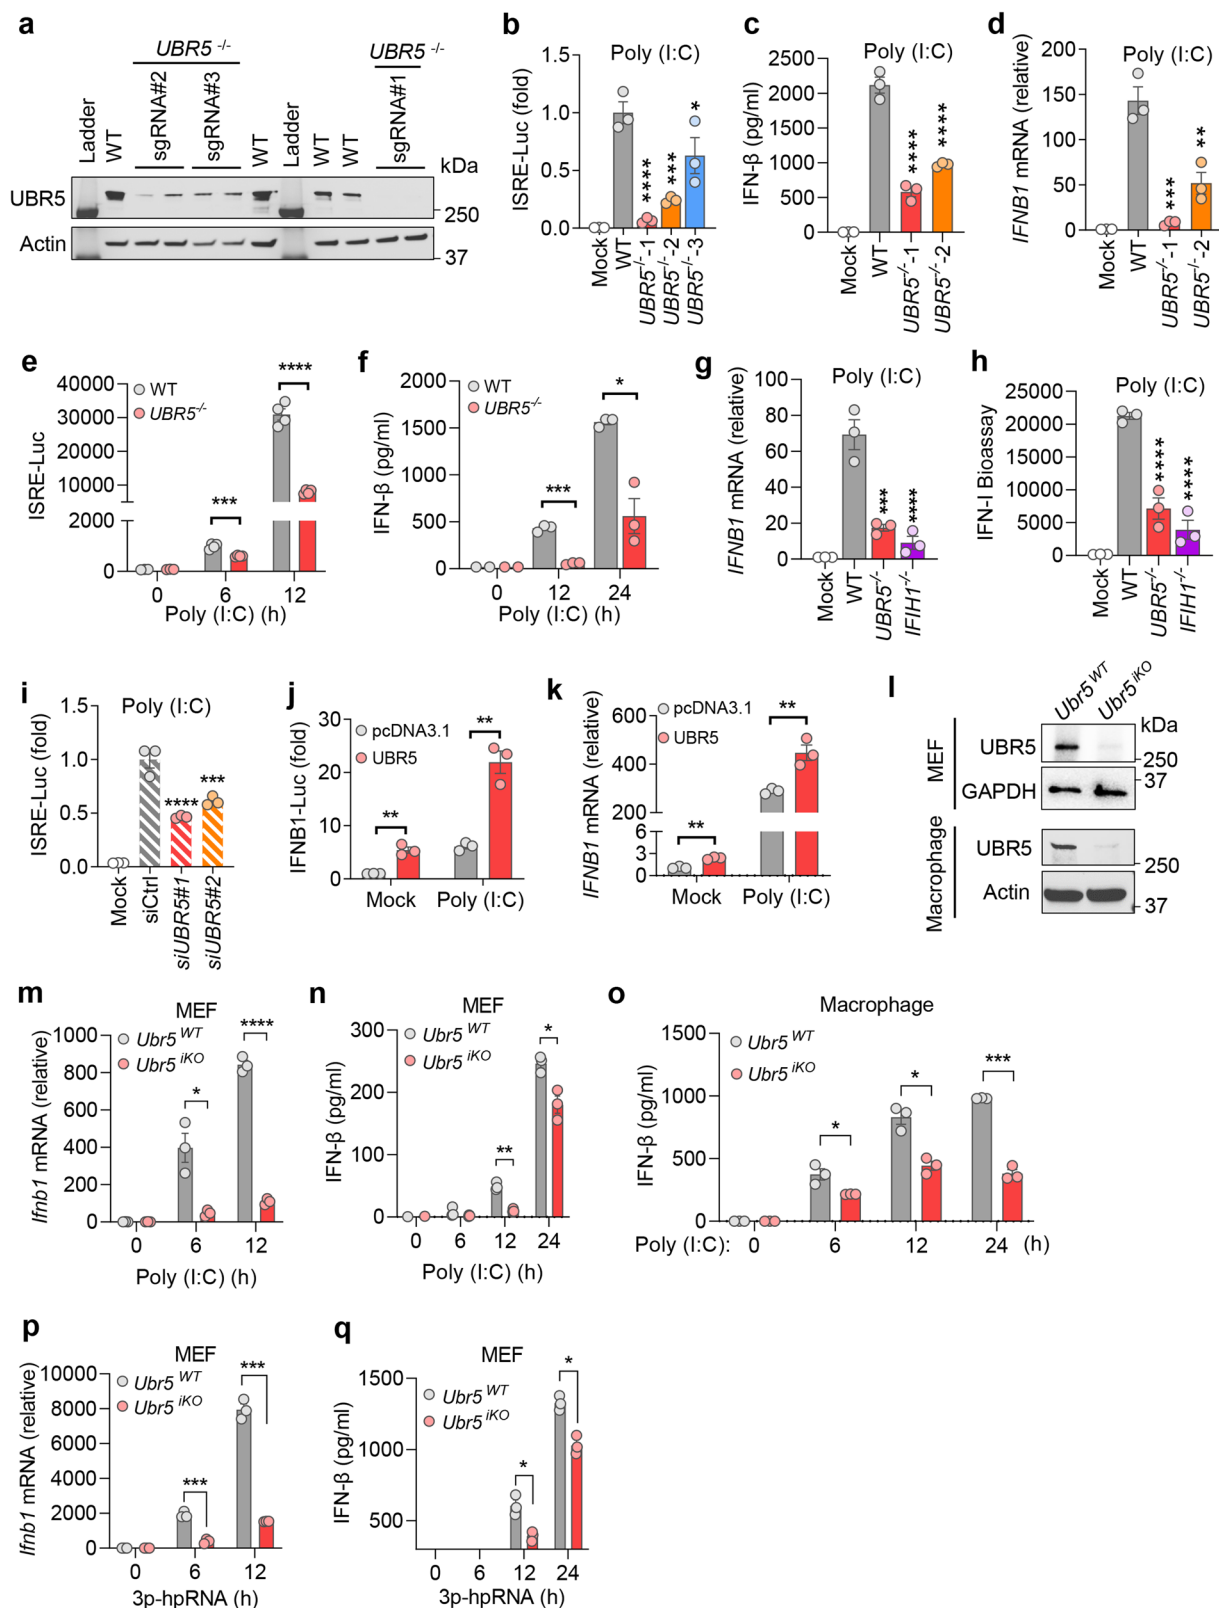 a
UBR5 -/-
UBR5 -/-
Ladder
WT
sgRNA#2
sgRNA#3
WT
Ladder
WT
WT
sgRNA#1
kDa
UBR5
250
Actin
37
b
Poly (I:C)
ISRE-Luc (fold)
1.0
0.5
0.0
****
***
*
Mock
WT
UBR5-/--1
UBR5-/--2
UBR5-/--3
c
Poly (I:C)
IFN-β (pg/ml)
2500
2000
1500
1000
500
0
****
****
Mock
WT
UBR5-/--1
UBR5-/--2
d
Poly (I:C)
IFNB1 mRNA (relative)
200
150
100
50
0
***
**
Mock
WT
UBR5-/--1
UBR5-/--2
e
WT
UBR5-/-
ISRE-Luc
40000
30000
20000
10000
2000
0
***
****
0 6 12
Poly (I:C) (h)
f
WT
UBR5-/-
IFN-β (pg/ml)
2000
1500
1000
500
0
***
*
0 12 24
Poly (I:C) (h)
g
Poly (I:C)
IFNB1 mRNA (relative)
100
80
60
40
20
0
***
****
Mock
WT
UBR5-/-
IFIH1-/-
h
Poly (I:C)
IFN-I Bioassay
25000
20000
15000
10000
5000
0
****
****
Mock
WT
UBR5-/-
IFIH1-/-
i
Poly (I:C)
ISRE-Luc (fold)
1.5
1.0
0.5
0.0
****
***
Mock
siCtrl
siUBR5#1
siUBR5#2
j
pcDNA3.1
UBR5
IFNB1-Luc (fold)
30
20
10
0
**
**
Mock Poly (I:C)
k
pcDNA3.1
UBR5
IFNB1 mRNA (relative)
600
400
200
6
3
0
**
**
Mock Poly (I:C)
l
Ubr5 WT
Ubr5 iKO
kDa
MEF
UBR5
250
GAPDH
37
Macrophage
UBR5
250
Actin
37
m
MEF
Ubr5 WT
Ubr5 iKO
Ifnb1 mRNA (relative)
1000
800
600
400
200
0
*
****
0 6 12
Poly (I:C) (h)
n
MEF
Ubr5 WT
Ubr5 iKO
IFN-β (pg/ml)
300
200
100
0
**
*
0 6 12 24
Poly (I:C) (h)
o
Macrophage
Ubr5 WT
Ubr5 iKO
IFN-β (pg/ml)
1500
1000
500
0
*
*
***
Poly (I:C): 0 6 12 24 (h)
p
MEF
Ubr5 WT
Ubr5 iKO
Ifnb1 mRNA (relative)
10000
8000
6000
4000
2000
0
***
***
0 6 12
3p-hpRNA (h)
q
MEF
Ubr5 WT
Ubr5 iKO
IFN-β (pg/ml)
1500
1000
500
*
*
0 6 12 24
3p-hpRNA (h)